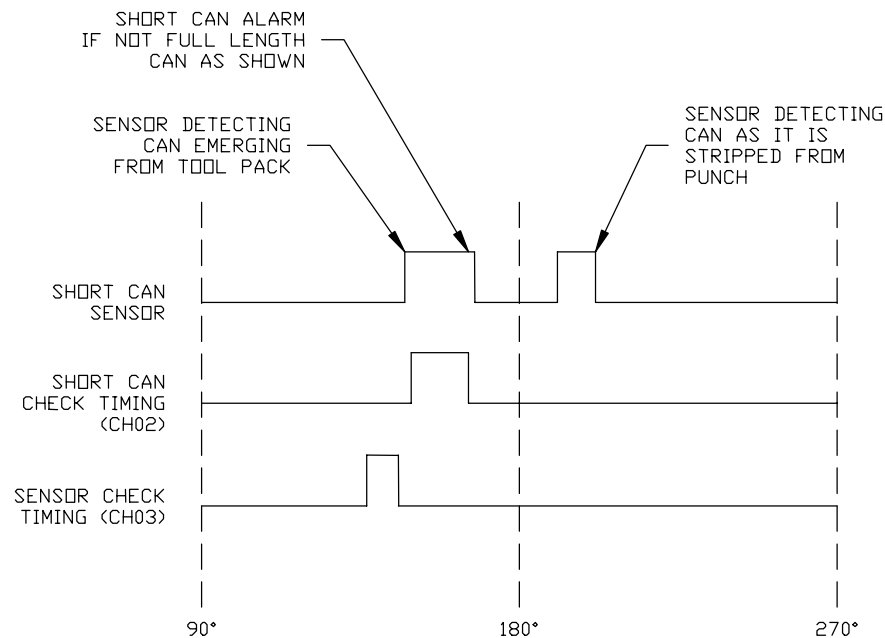 SHORT CAN ALARM
IF NOT FULL LENGTH
CAN AS SHOWN
SENSOR DETECTING
CAN EMERGING
FROM TOOL PACK
SENSOR DETECTING
CAN AS IT IS
STRIPPED FROM
PUNCH
SHORT CAN
SENSOR
SHORT CAN
CHECK TIMING
(CH02)
SENSOR CHECK
TIMING (CH03)
90°
180°
270°